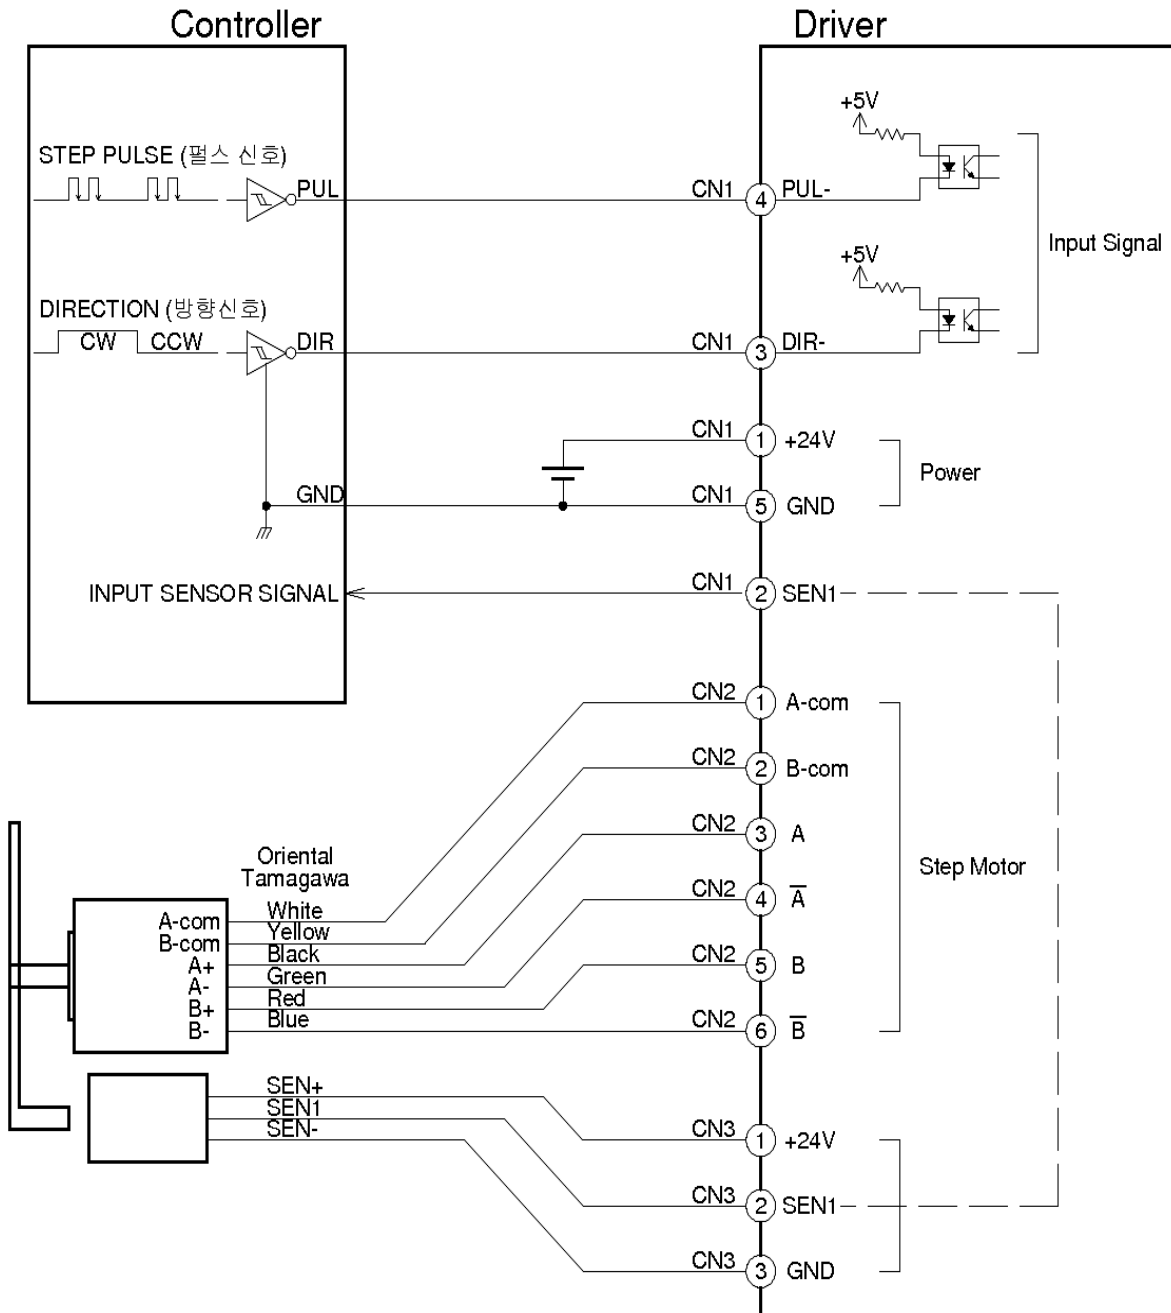 Controller
Driver
+5V
STEP PULSE (펄스 신호)
PUL
CN1
4
PUL-
Input Signal
+5V
DIRECTION (방향신호)
CW
CCW
DIR
CN1
3
DIR-
CN1
1
+24V
Power
GND
CN1
5
GND
INPUT SENSOR SIGNAL
CN1
2
SEN1
CN2
1
A-com
CN2
2
B-com
CN2
3
A
Step Motor
CN2
4
A̅
CN2
5
B
CN2
6
B̅
Oriental
Tamagawa
A-com
White
B-com
Yellow
A+
Black
A-
Green
B+
Red
B-
Blue
SEN+
SEN1
SEN-
CN3
1
+24V
CN3
2
SEN1
CN3
3
GND